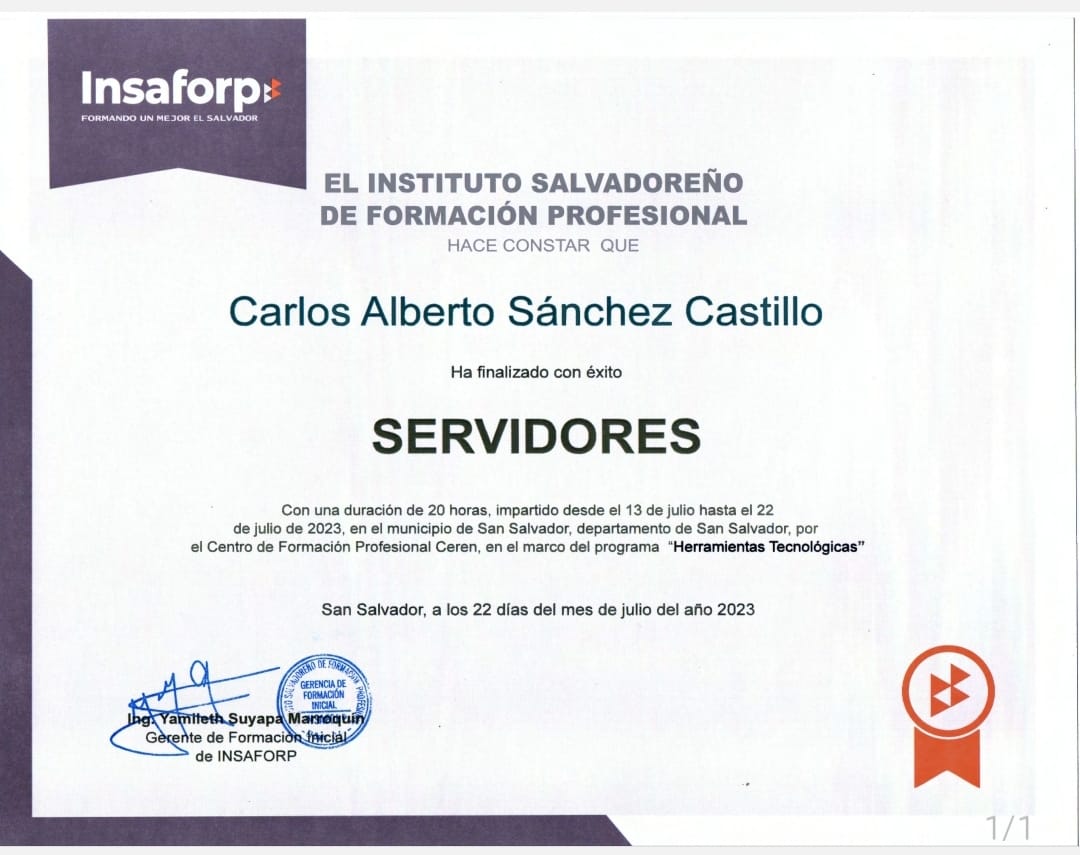 Insaforp
FORMANDO UN MEJOR EL SALVADOR
EL INSTITUTO SALVADOREÑO
DE FORMACIÓN PROFESIONAL
HACE CONSTAR QUE
Carlos Alberto Sánchez Castillo
Ha finalizado con éxito
SERVIDORES
Con una duración de 20 horas, impartido desde el 13 de julio hasta el 22
de julio de 2023, en el municipio de San Salvador, departamento de San Salvador, por
el Centro de Formación Profesional Ceren, en el marco del programa “Herramientas Tecnológicas”
San Salvador, a los 22 días del mes de julio del año 2023
GERENCIA DE
FORMACIÓN
INICIAL
Ing. Yamileth Suyapa Marroquín
Gerente de Formación Inicial
de INSAFORP
1/1